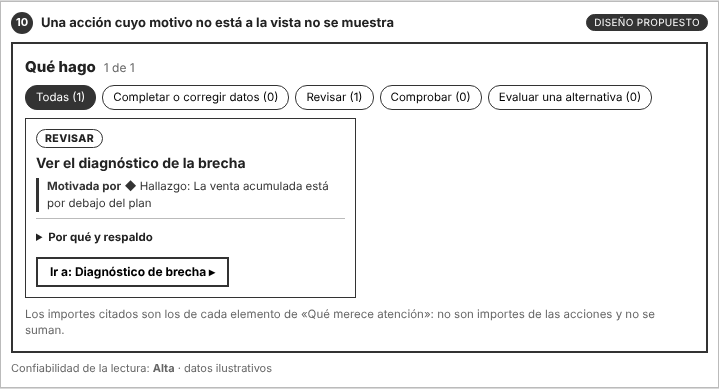 10 Una acción cuyo motivo no está a la vista no se muestra DISEÑO PROPUESTO
Qué hago 1 de 1
Todas (1) Completar o corregir datos (0) Revisar (1) Comprobar (0) Evaluar una alternativa (0)
REVISAR
Ver el diagnóstico de la brecha
Motivada por ◆ Hallazgo: La venta acumulada está
por debajo del plan
▶ Por qué y respaldo
Ir a: Diagnóstico de brecha ▸
Los importes citados son los de cada elemento de «Qué merece atención»: no son importes de las acciones y no se
suman.
Confiabilidad de la lectura: Alta · datos ilustrativos